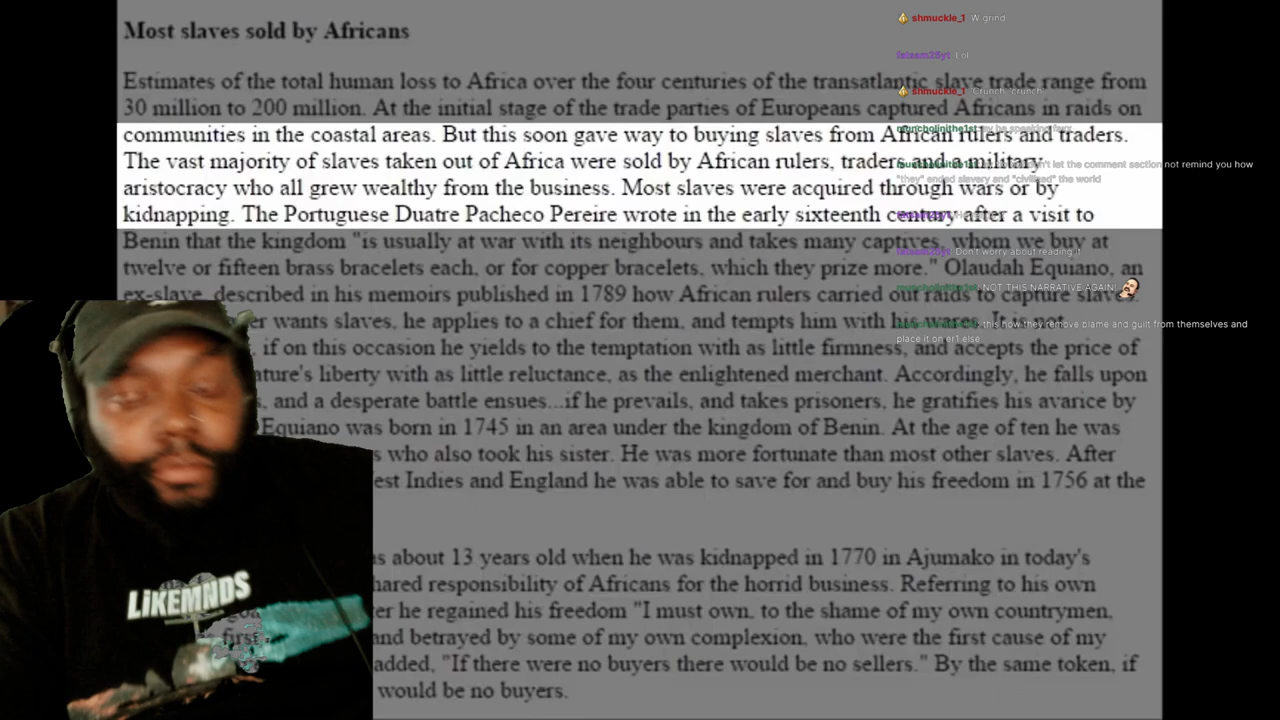 Most slaves sold by Africans
Estimates of the total human loss to Africa over the four centuries of the transatlantic slave trade range from
30 million to 200 million. At the initial stage of the trade parties of Europeans captured Africans in raids on
communities in the coastal areas. But this soon gave way to buying slaves from African rulers and traders.
The vast majority of slaves taken out of Africa were sold by African rulers, traders and a military
aristocracy who all grew wealthy from the business. Most slaves were acquired through wars or by
kidnapping. The Portuguese Duatre Pacheco Pereire wrote in the early sixteenth century after a visit to
Benin that the kingdom "is usually at war with its neighbours and takes many captives, whom we buy at
twelve or fifteen brass bracelets each, or for copper bracelets, which they prize more." Olaudah Equiano, an
ex-slave, described in his memoirs published in 1789 how African rulers carried out raids to capture slaves.
er wants slaves, he applies to a chief for them, and tempts him with his wares. It is not
, if on this occasion he yields to the temptation with as little firmness, and accepts the price of
ature's liberty with as little reluctance, as the enlightened merchant. Accordingly, he falls upon
s, and a desperate battle ensues...if he prevails, and takes prisoners, he gratifies his avarice by
Equiano was born in 1745 in an area under the kingdom of Benin. At the age of ten he was
s who also took his sister. He was more fortunate than most other slaves. After
est Indies and England he was able to save for and buy his freedom in 1756 at the
as about 13 years old when he was kidnapped in 1770 in Ajumako in today's
hared responsibility of Africans for the horrid business. Referring to his own
er he regained his freedom "I must own, to the shame of my own countrymen,
first
nd betrayed by some of my own complexion, who were the first cause of my
added, "If there were no buyers there would be no sellers." By the same token, if
would be no buyers.
shmuckle_1 W grind
Lol
shmuckle_1 'Crunch' crunch
let the comment section not remind you how
"they" ended slavery and "civilised" the world
Don't worry about reading it
NOT THIS NARRATIVE AGAIN!
this how they remove blame and guilt from themselves and
place it on er1 else
LiKEMNDS